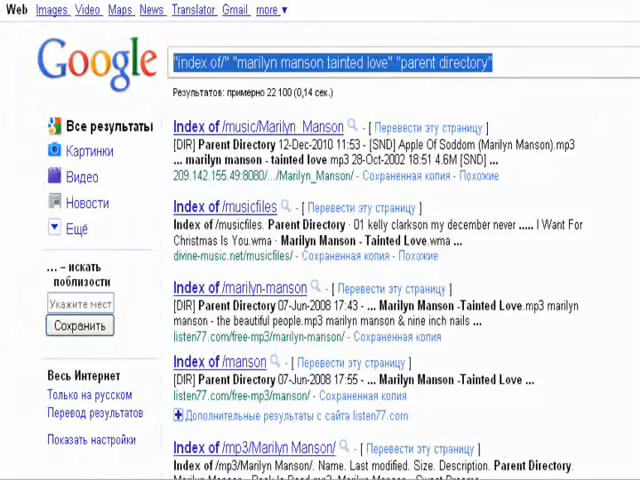 Web Images Video Maps News Translator Gmail more ▼
Google
"index of/" "marilyn manson tainted love" "parent directory"
Результатов: примерно 22 100 (0,14 сек.)
Все результаты
Картинки
Видео
Новости
Ещё
... – искать поблизости
Укажите мест
Сохранить
Весь Интернет
Только на русском
Перевод результатов
Показать настройки
Index of /music/Marilyn_Manson - [ Перевести эту страницу ]
[DIR] Parent Directory 12-Dec-2010 11:53 - [SND] Apple Of Soddom (Marilyn Manson).mp3
... marilyn manson - tainted love.mp3 28-Oct-2002 18:51 4.6M [SND] ...
209.142.155.49:8080/.../Marilyn_Manson/ - Сохраненная копия - Похожие
Index of /musicfiles - [ Перевести эту страницу ]
Index of /musicfiles. Parent Directory · 01 kelly clarkson my december never ..... I Want For
Christmas Is You.wma · Marilyn Manson - Tainted Love.wma ...
divine-music.net/musicfiles/ - Сохраненная копия - Похожие
Index of /marilyn-manson - [ Перевести эту страницу ]
[DIR] Parent Directory 07-Jun-2008 17:43 - ... Marilyn Manson -Tainted Love.mp3 marilyn
manson - the beautiful people.mp3 marilyn manson & nine inch nails ...
listen77.com/free-mp3/marilyn-manson/ - Сохраненная копия
Index of /manson - [ Перевести эту страницу ]
[DIR] Parent Directory 07-Jun-2008 17:55 - ... Marilyn Manson -Tainted Love ...
listen77.com/free-mp3/manson/ - Сохраненная копия
Дополнительные результаты с сайта listen77.com
Index of /mp3/Marilyn Manson/ - [ Перевести эту страницу ]
Index of /mp3/Marilyn Manson/. Name. Last modified. Size. Description. Parent Directory.